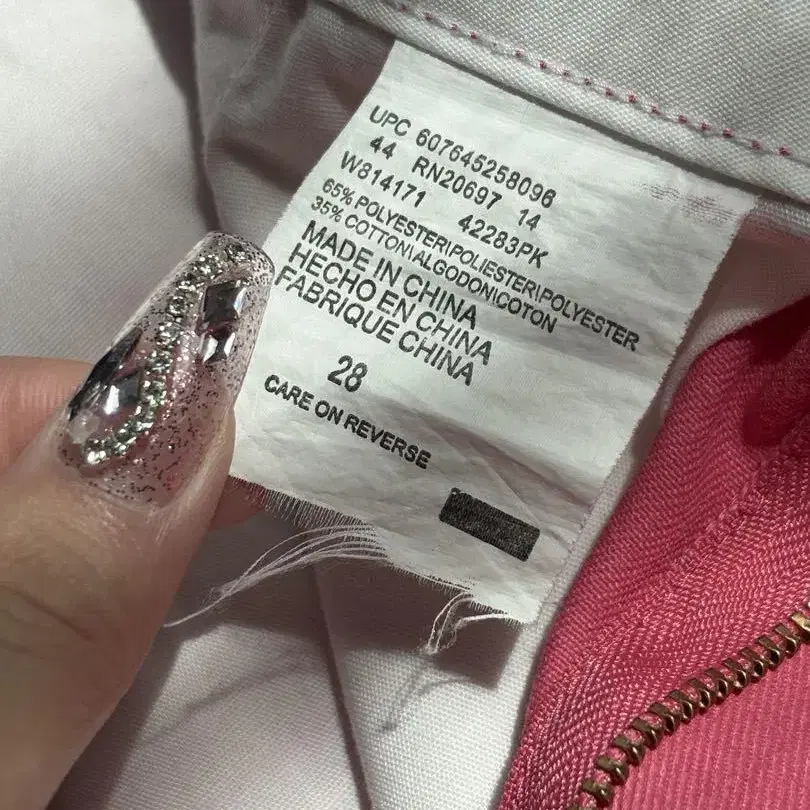 UPC 607645258096
44 RN20697 14
W814171 42283PK
65% POLYESTER\POLIESTER\POLYESTER
35% COTTON\ALGODON\COTON
MADE IN CHINA
HECHO EN CHINA
FABRIQUE CHINA
28
CARE ON REVERSE